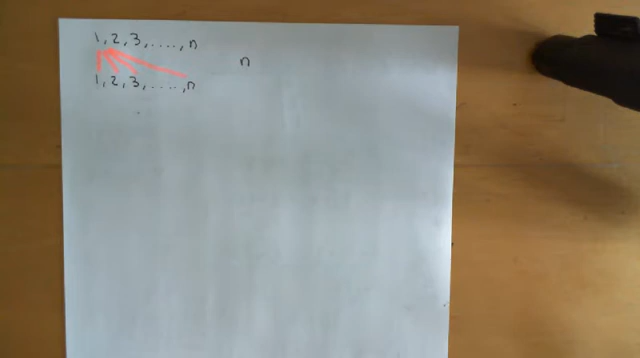 1, 2, 3, ....., n
n
1, 2, 3, ....., n